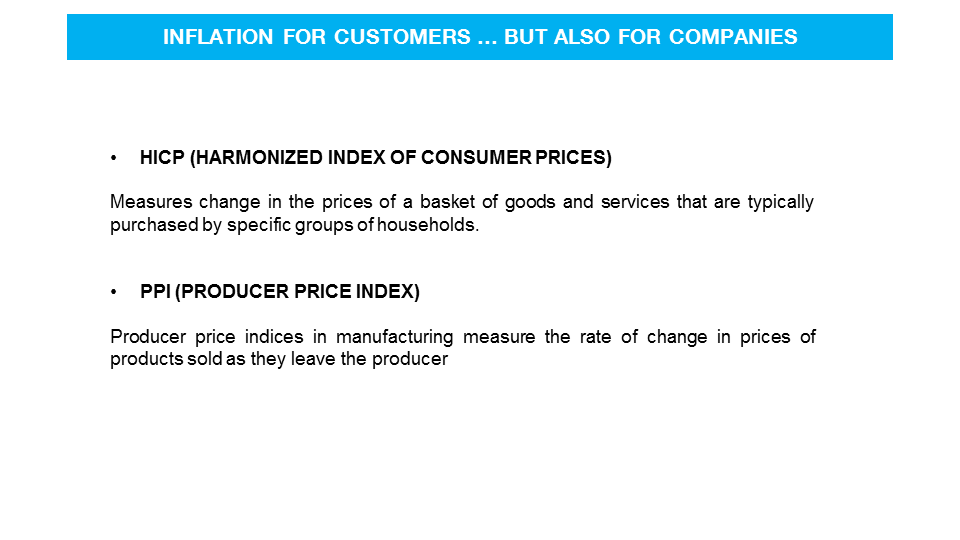 INFLATION FOR CUSTOMERS … BUT ALSO FOR COMPANIES
• HICP (HARMONIZED INDEX OF CONSUMER PRICES)
Measures change in the prices of a basket of goods and services that are typically
purchased by specific groups of households.
• PPI (PRODUCER PRICE INDEX)
Producer price indices in manufacturing measure the rate of change in prices of
products sold as they leave the producer